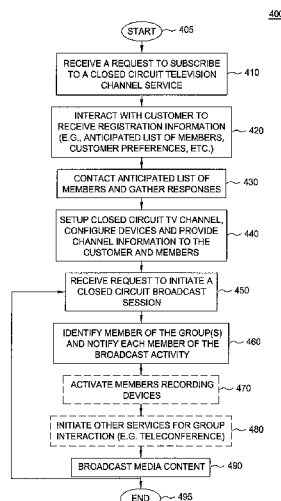 400
START
405
RECEIVE A REQUEST TO SUBSCRIBE
TO A CLOSED CIRCUIT TELEVISION
CHANNEL SERVICE
410
INTERACT WITH CUSTOMER TO
RECEIVE REGISTRATION INFORMATION
(E.G., ANTICIPATED LIST OF MEMBERS,
CUSTOMER PREFERENCES, ETC.)
420
CONTACT ANTICIPATED LIST OF
MEMBERS AND GATHER RESPONSES
430
SETUP CLOSED CIRCUIT TV CHANNEL,
CONFIGURE DEVICES AND PROVIDE
CHANNEL INFORMATION TO THE
CUSTOMER AND MEMBERS
440
RECEIVE REQUEST TO INITIATE A
CLOSED CIRCUIT BROADCAST
SESSION
450
IDENTIFY MEMBER OF THE GROUP(S)
AND NOTIFY EACH MEMBER OF THE
BROADCAST ACTIVITY
460
ACTIVATE MEMBERS RECORDING
DEVICES
470
INITIATE OTHER SERVICES FOR GROUP
INTERACTION (E.G. TELECONFERENCE)
480
BROADCAST MEDIA CONTENT
490
END
495